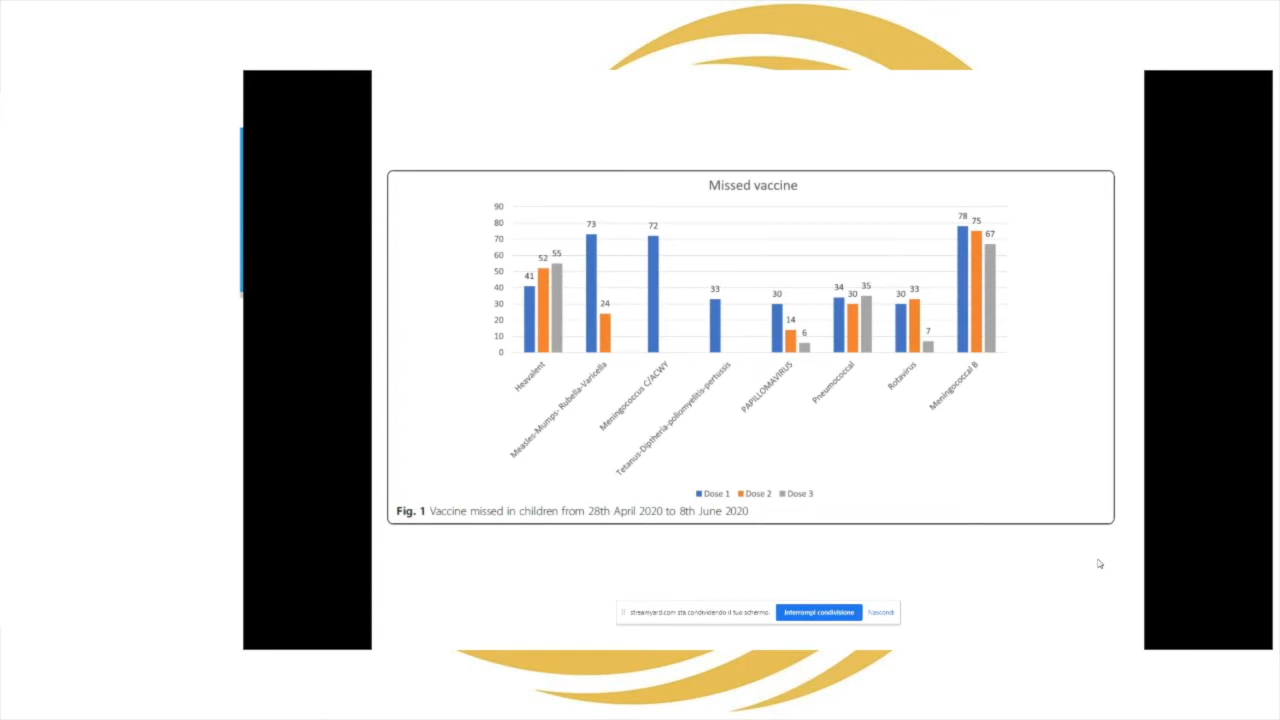 Missed vaccine
90
80
70
60
50
40
30
20
10
0
41 52 55
73 24
72
33
30 14 6
34 30 35
30 33 7
78 75 67
Heavalent
Measles-Mumps- Rubella-Varicella
Meningococcus C/ACWY
Tetanus-Diptheria-poliomyelitis-pertussis
PAPILLOMAVIRUS
Pneumococcal
Rotavirus
Meningococcal B
Dose 1 Dose 2 Dose 3
Fig. 1 Vaccine missed in children from 28th April 2020 to 8th June 2020
streamyard.com sta condividendo il tuo schermo. Interrompi condivisione Nascondi